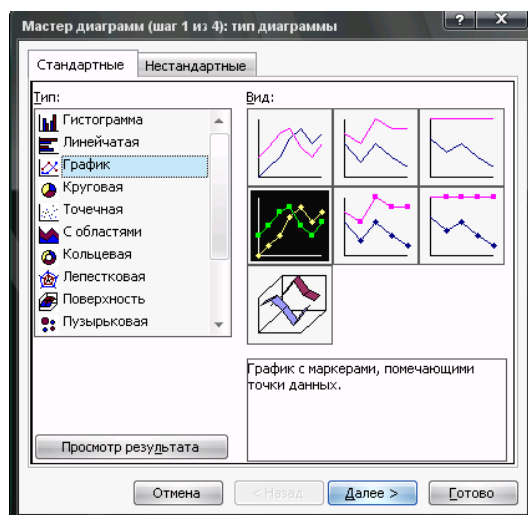 Мастер диаграмм (шаг 1 из 4): тип диаграммы
? X
Стандартные Нестандартные
Тип:
Гистограмма
Линейчатая
График
Круговая
Точечная
С областями
Кольцевая
Лепестковая
Поверхность
Пузырьковая
Вид:
График с маркерами, помечающими
точки данных.
Просмотр результата
Отмена < Назад Далее > Готово